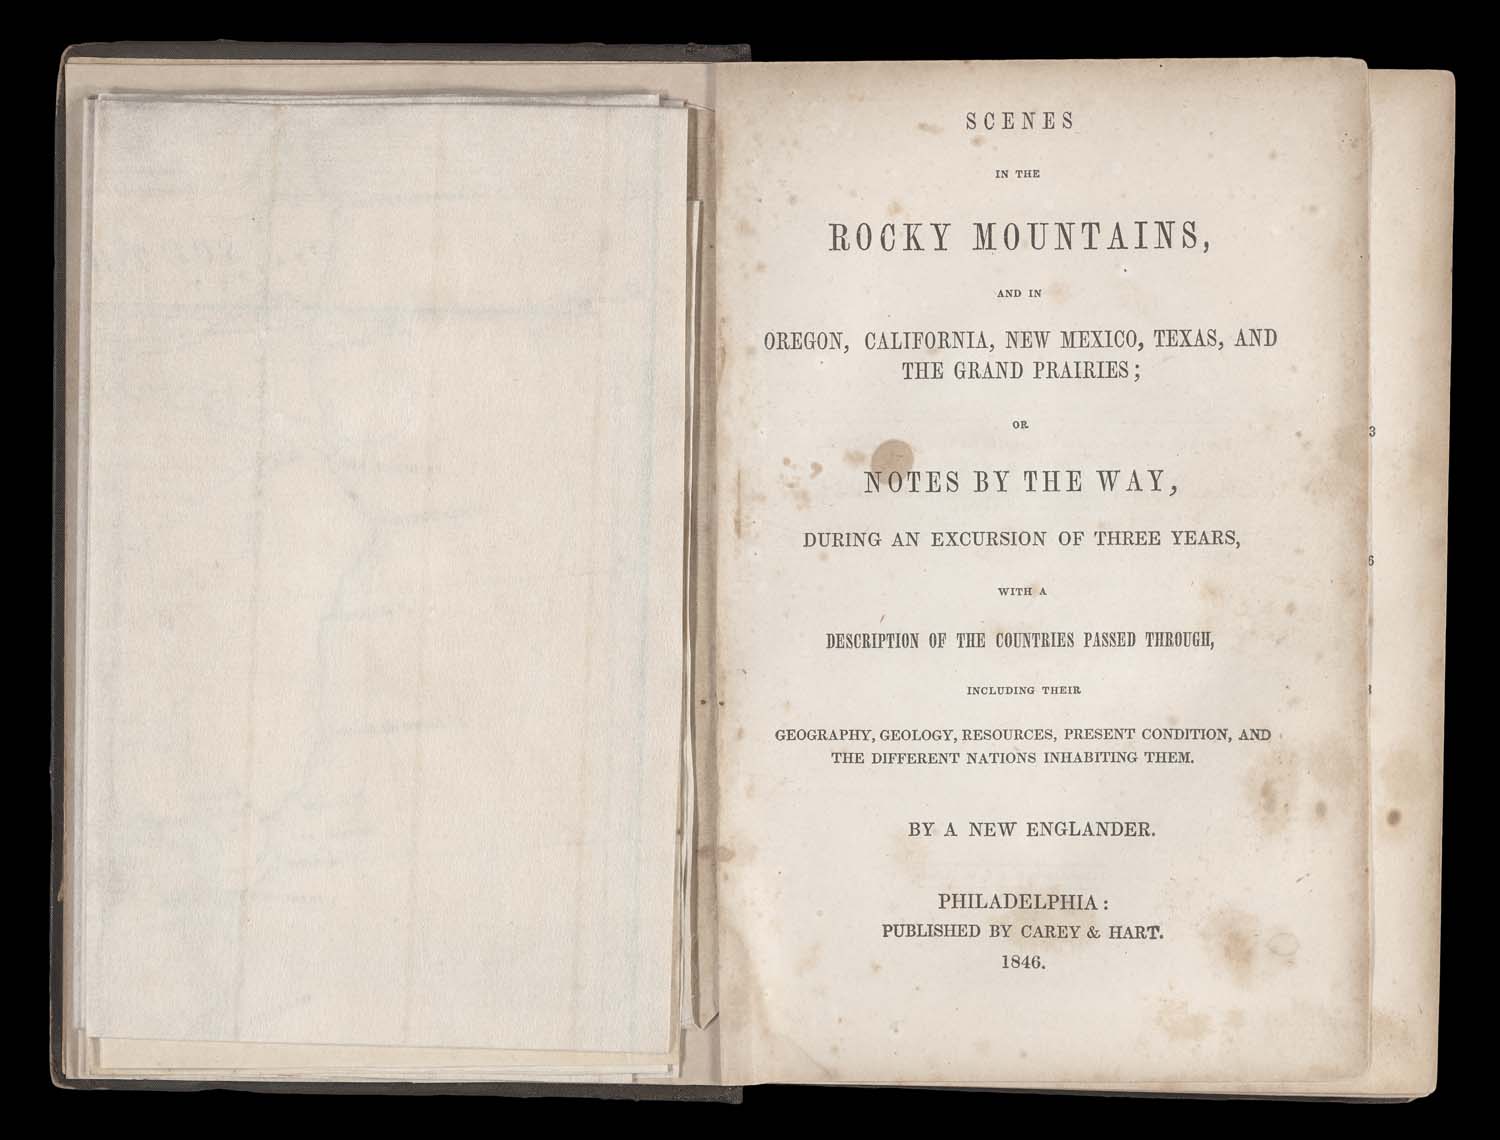 SCENES
IN THE
ROCKY MOUNTAINS,
AND IN
OREGON, CALIFORNIA, NEW MEXICO, TEXAS, AND
THE GRAND PRAIRIES;
OR
NOTES BY THE WAY,
DURING AN EXCURSION OF THREE YEARS,
WITH A
DESCRIPTION OF THE COUNTRIES PASSED THROUGH,
INCLUDING THEIR
GEOGRAPHY, GEOLOGY, RESOURCES, PRESENT CONDITION, AND
THE DIFFERENT NATIONS INHABITING THEM.
BY A NEW ENGLANDER.
PHILADELPHIA:
PUBLISHED BY CAREY & HART.
1846.
3
6